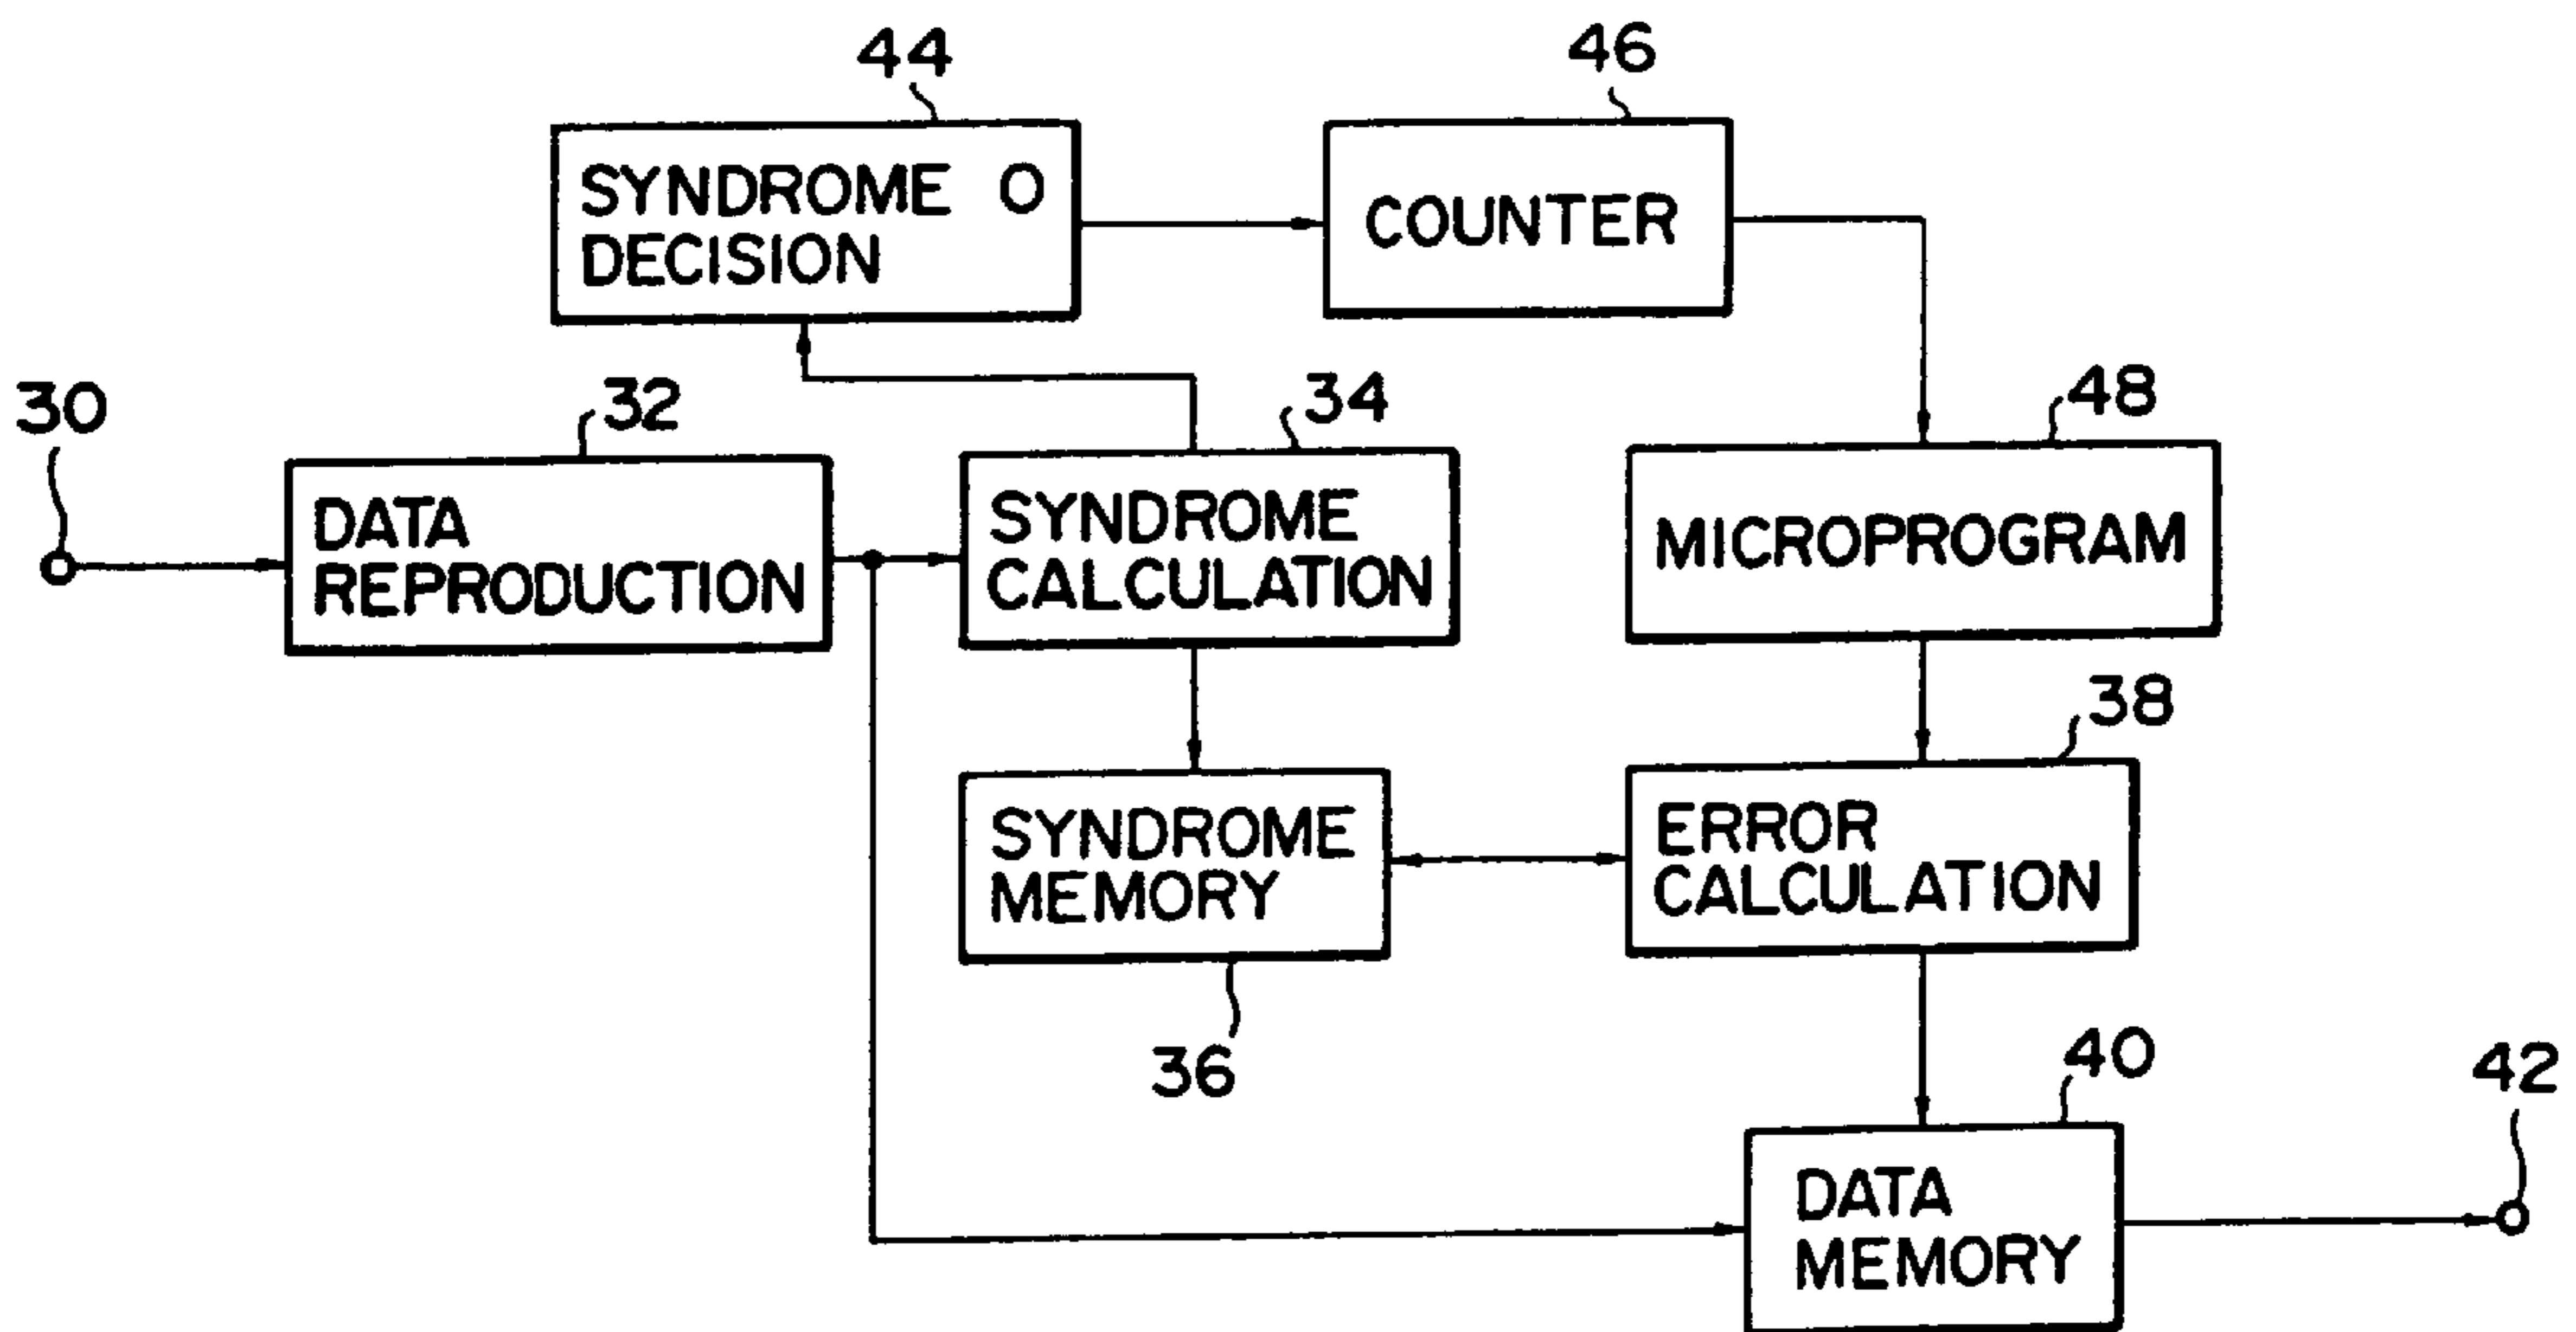 44
46
SYNDROME O
DECISION
COUNTER
30
32
34
48
DATA
REPRODUCTION
SYNDROME
CALCULATION
MICROPROGRAM
38
SYNDROME
MEMORY
ERROR
CALCULATION
36
40
42
DATA
MEMORY